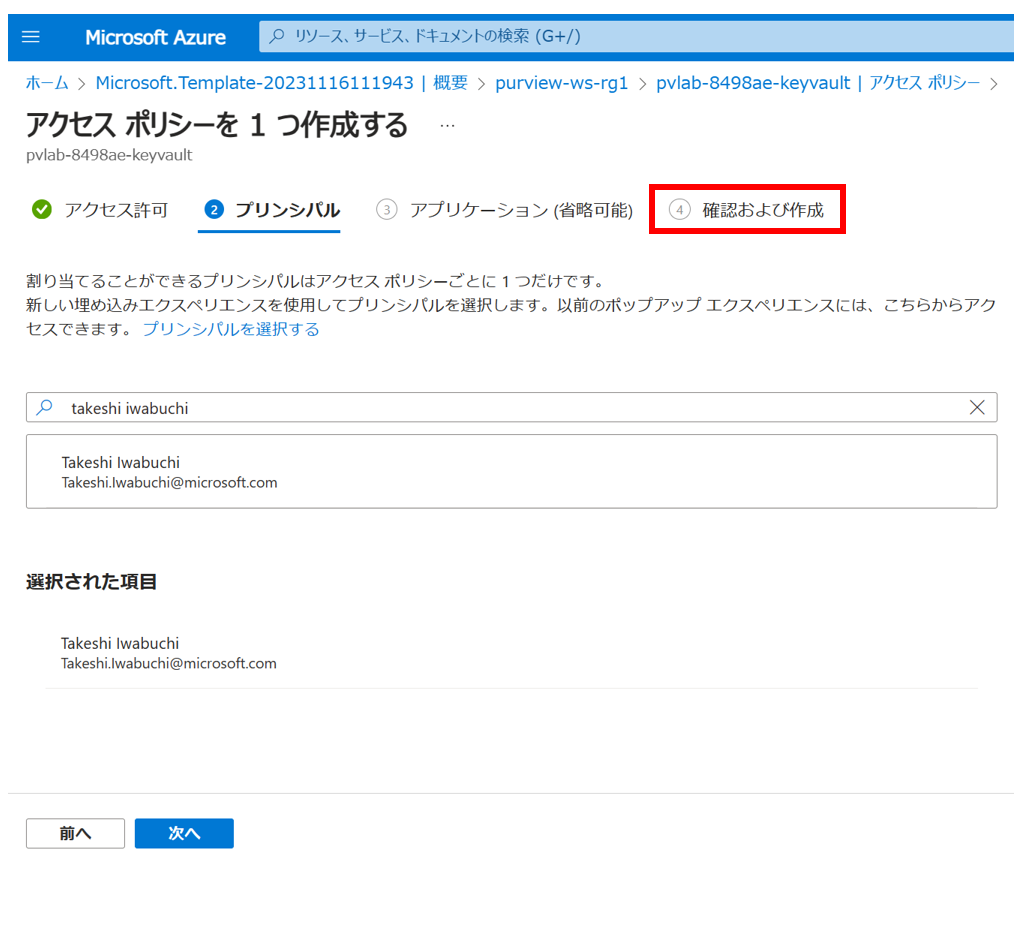 Microsoft Azure
リソース、サービス、ドキュメントの検索 (G+/)
ホーム > Microsoft.Template-20231116111943 | 概要 > purview-ws-rg1 > pvlab-8498ae-keyvault | アクセス ポリシー >
アクセス ポリシーを 1 つ作成する ...
pvlab-8498ae-keyvault
アクセス許可 2 プリンシパル 3 アプリケーション (省略可能) 4 確認および作成
割り当てることができるプリンシパルはアクセス ポリシーごとに 1 つだけです。
新しい埋め込みエクスペリエンスを使用してプリンシパルを選択します。以前のポップアップ エクスペリエンスには、こちらからアク
セスできます。 プリンシパルを選択する
takeshi iwabuchi
Takeshi Iwabuchi
Takeshi.Iwabuchi@microsoft.com
選択された項目
Takeshi Iwabuchi
Takeshi.Iwabuchi@microsoft.com
前へ 次へ